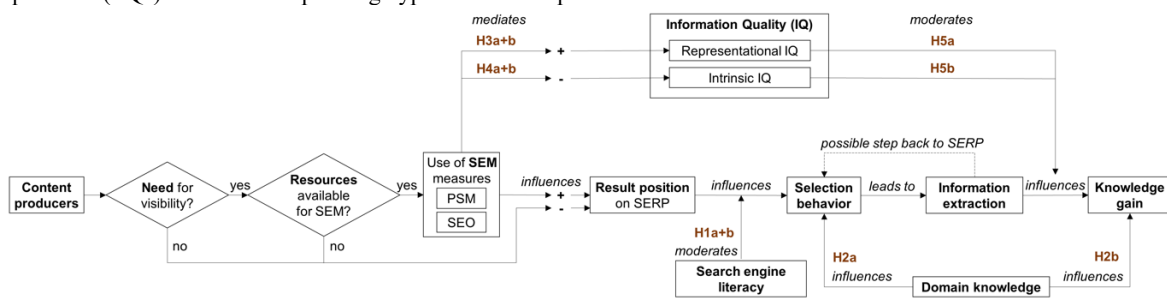 mediates
H3a+b
H4a+b
+
-
Information Quality (IQ)
Representational IQ
Intrinsic IQ
moderates
H5a
H5b
possible step back to SERP
Content
producers
Need for
visibility?
yes
no
Resources
available
for SEM?
yes
no
Use of SEM
measures
PSM
SEO
influences
+
-
Result position
on SERP
influences
H1a+b
moderates
Search engine
literacy
Selection
behavior
leads to
Information
extraction
influences
Knowledge
gain
H2a
influences
Domain knowledge
H2b
influences